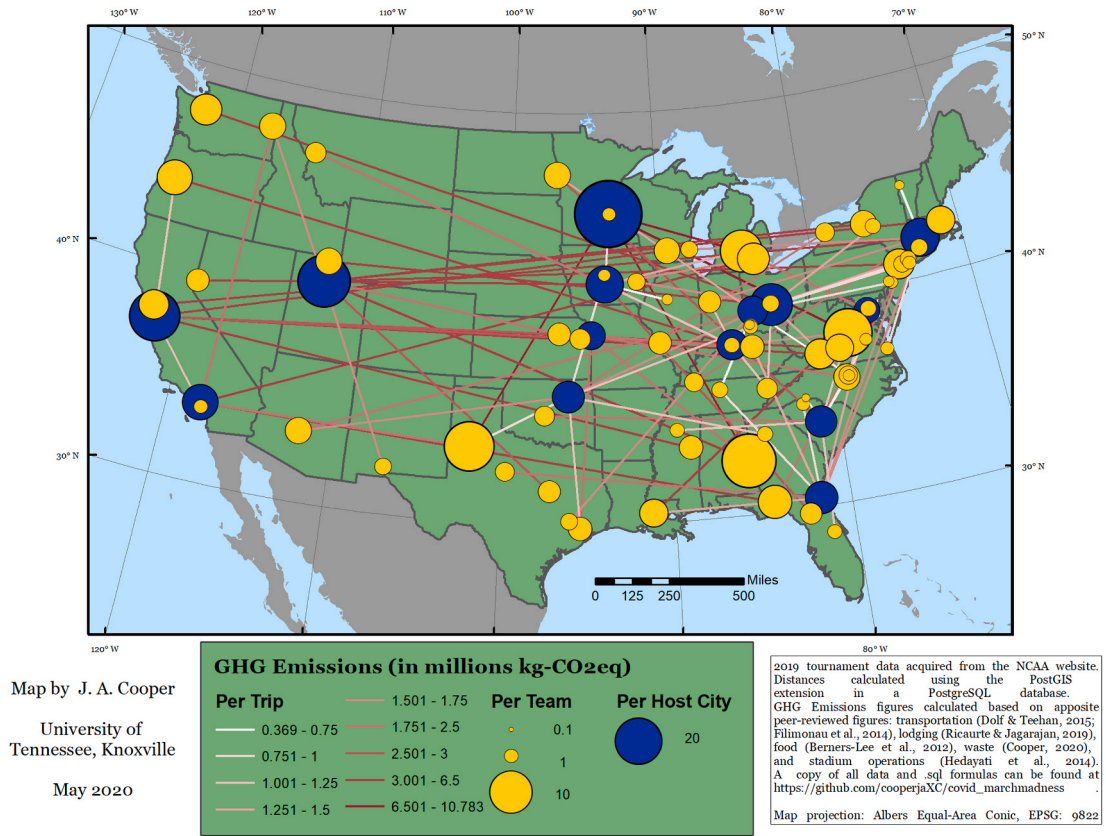 130° W 120° W 110° W 100° W 90° W 80° W 70° W
50° N
40° N
40° N
30° N
30° N
Miles
0 125 250 500
120° W 110° W 100° W 90° W 80° W
Map by J. A. Cooper
University of
Tennessee, Knoxville
May 2020
GHG Emissions (in millions kg-CO2eq)
Per Trip
0.369 - 0.75
0.751 - 1
1.001 - 1.25
1.251 - 1.5
1.501 - 1.75
1.751 - 2.5
2.501 - 3
3.001 - 6.5
6.501 - 10.783
Per Team
0.1
1
10
Per Host City
20
2019 tournament data acquired from the NCAA website.
Distances calculated using the PostGIS
extension in a PostgreSQL database.
GHG Emissions figures calculated based on apposite
peer-reviewed figures: transportation (Dolf & Teehan, 2015;
Filimonau et al., 2014), lodging (Ricaurte & Jagarajan, 2019),
food (Berners-Lee et al., 2012), waste (Cooper, 2020),
and stadium operations (Hedayati et al., 2014).
A copy of all data and .sql formulas can be found at
https://github.com/cooperjaXC/covid_marchmadness .
Map projection: Albers Equal-Area Conic, EPSG: 9822